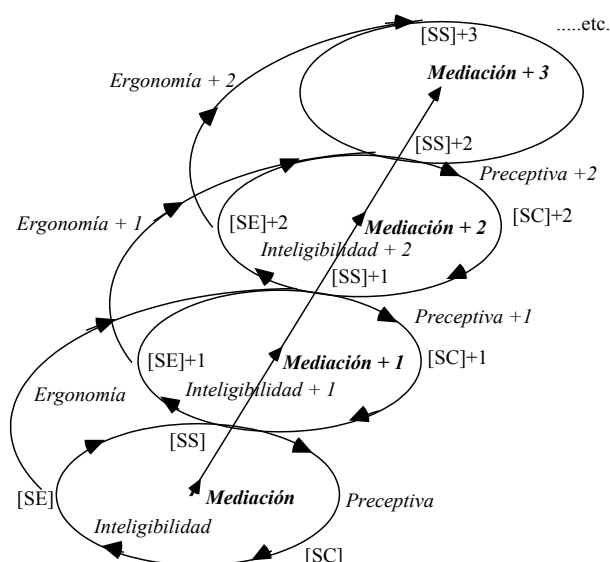 .....etc.
[SS]+3
Mediación + 3
Ergonomía + 2
[SS]+2
Preceptiva +2
[SE]+2
Mediación + 2
[SC]+2
Ergonomía + 1
Inteligibilidad + 2
[SS]+1
Preceptiva +1
[SE]+1
Mediación + 1
[SC]+1
Ergonomía
Inteligibilidad + 1
[SS]
[SE]
Mediación
Preceptiva
Inteligibilidad
[SC]